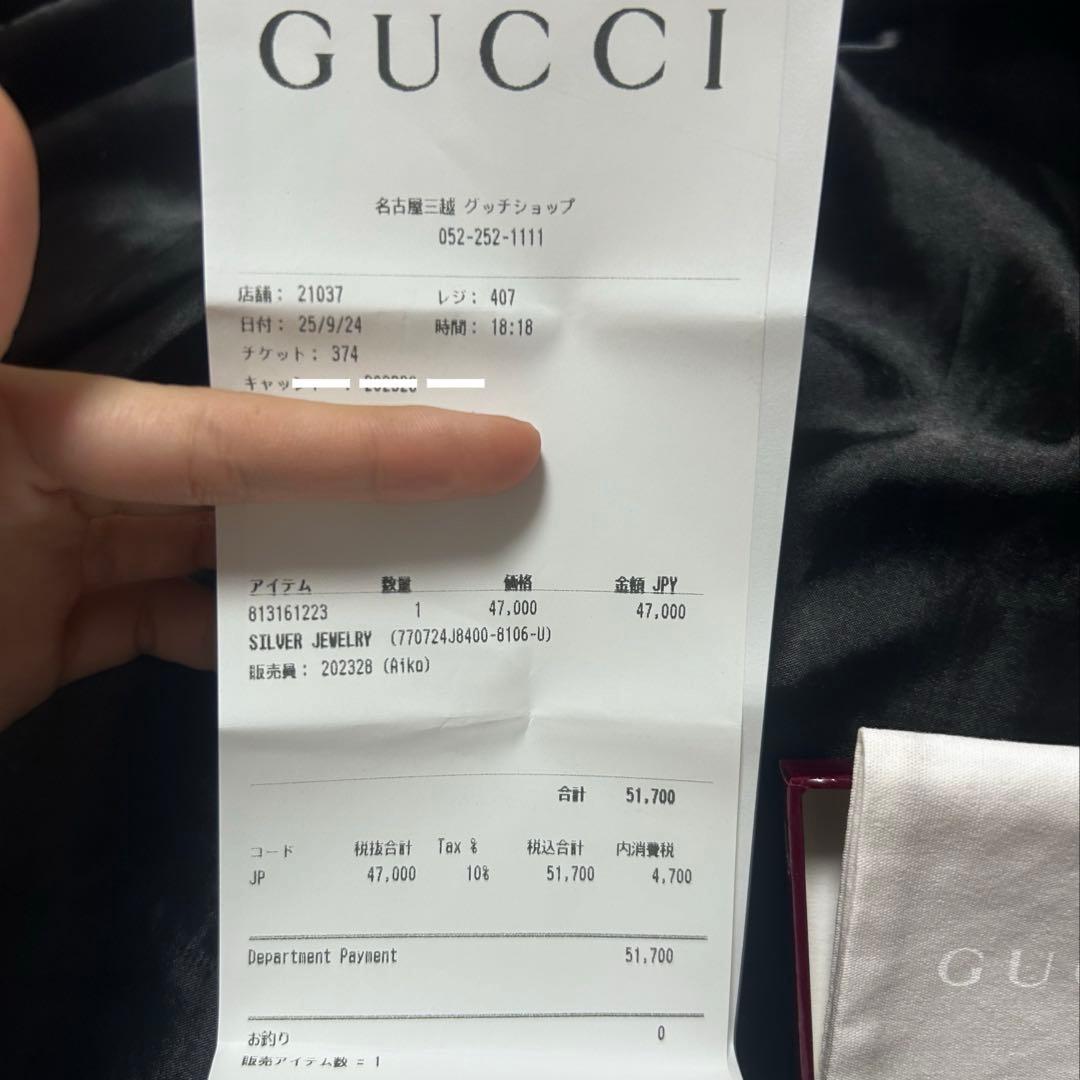 GUCCI
名古屋三越 グッチショップ
052-252-1111
店舗: 21037 レジ: 407
日付: 25/9/24 時間: 18:18
チケット: 374
アイテム 数量 価格 金額 JPY
813161223 1 47,000 47,000
SILVER JEWELRY (770724J8400-8106-U)
販売員: 202328 (Aiko)
合計 51,700
コード 税抜合計 Tax % 税込合計 内消費税
JP 47,000 10% 51,700 4,700
Department Payment 51,700
お釣り 0
販売アイテム数 = 1
GU